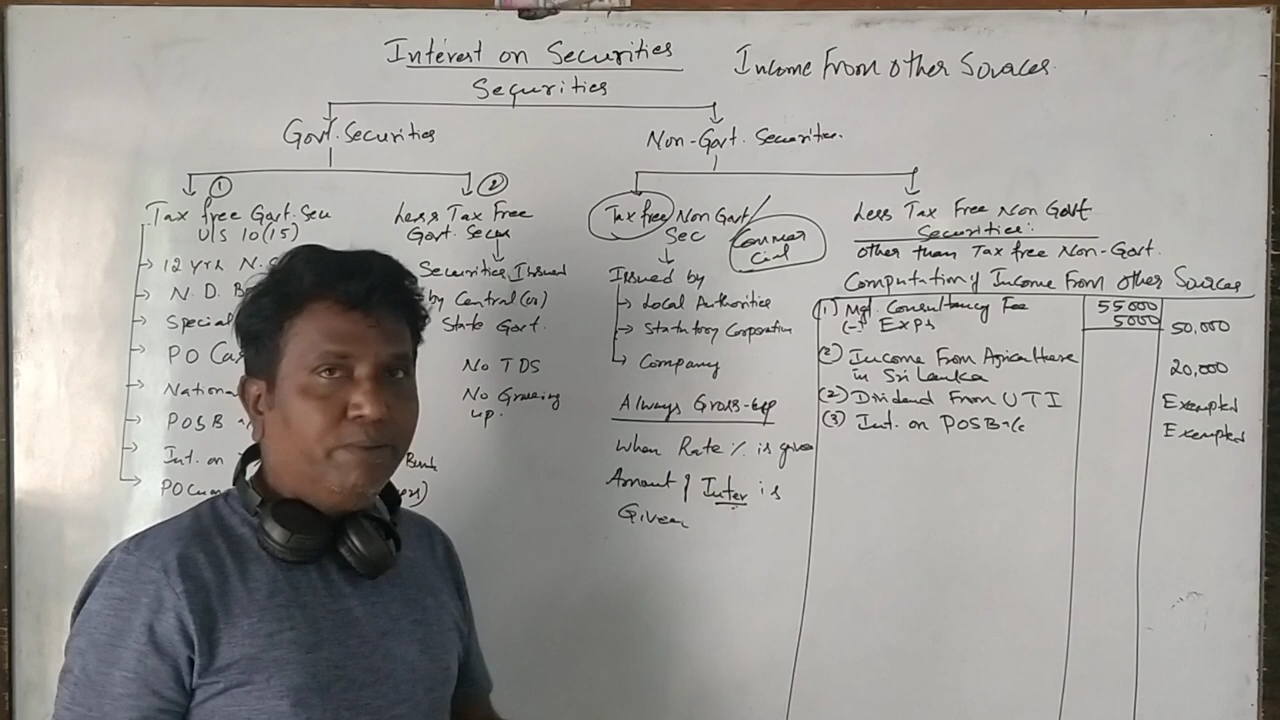 Interest on Securities
Income From Other Sources
Securities
Govt. Securities
Non-Govt. Securities.
①
②
Tax free Govt. Sec
U/S 10(15)
12 yrs N.S
N. D. B
Special
PO Ca
Nationa
POSB a
Int. on
Bank
PO Cu
Less Tax Free
Govt. Secu
Securities Issued
by Central (or)
State Govt.
No TDS
No Grossing
up.
Tax free Non Govt
Sec
Commer
cial
Issued by
Local Authorities
Statutory Corporation
Company
Always Gross-up
When Rate % is given
Amount of Inter is
Given
Less Tax Free Non Govt
Securities:
Other than Tax free Non-Govt.
Computation of Income From Other Sources
(1) Mgt. Consultancy Fee 55000
(-) Exps 5000 50,000
(2) Income From Agriculture
in Sri Lanka 20,000
(2) Dividend From UTI Exempted
(3) Int. on POSB a/c Exempted